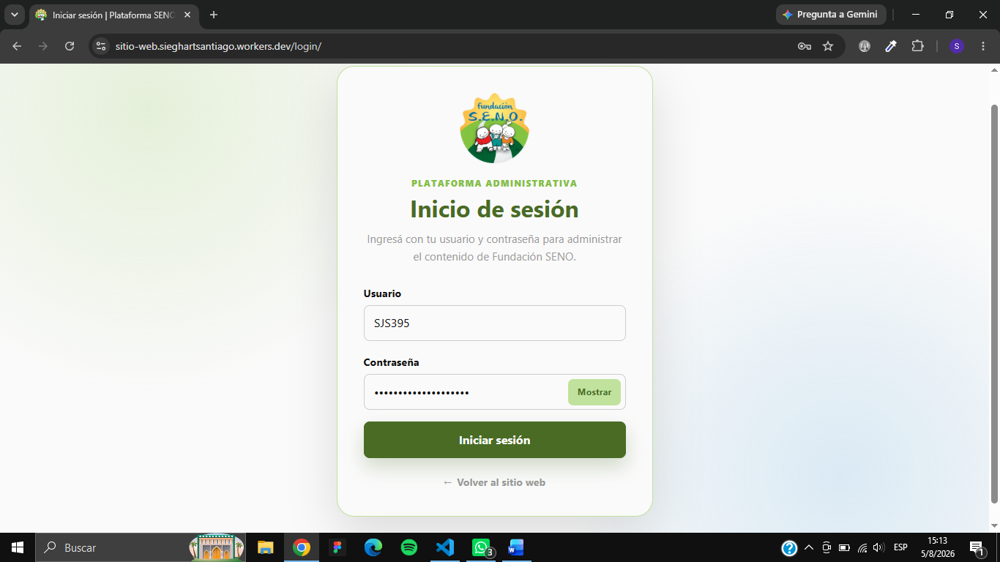 Iniciar sesión | Plataforma SENO
Pregunta a Gemini
sitio-web.sieghartsantiago.workers.dev/login/
S
fundación
S.E.N.O.
PLATAFORMA ADMINISTRATIVA
Inicio de sesión
Ingresá con tu usuario y contraseña para administrar
el contenido de Fundación SENO.
Usuario
SJS395
Contraseña
••••••••••••••••••••
Mostrar
Iniciar sesión
← Volver al sitio web
Buscar
3
W
ESP
15:13
5/8/2026
1